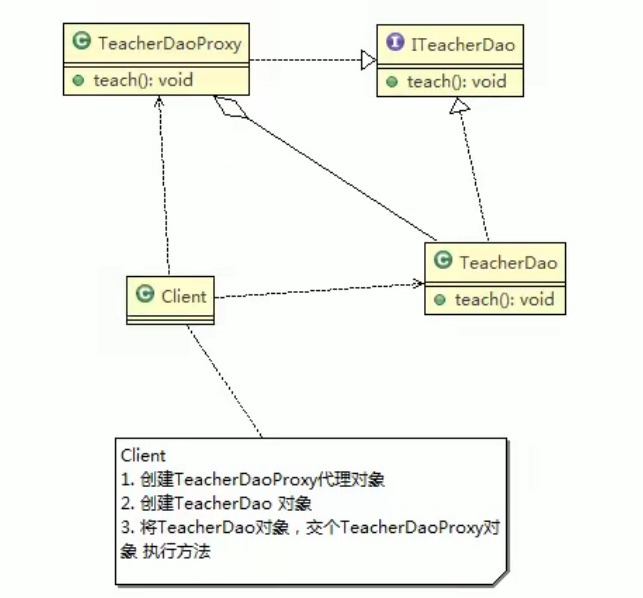 TeacherDaoProxy
teach(): void
ITeacherDao
teach(): void
TeacherDao
teach(): void
Client
Client
1. 创建TeacherDaoProxy代理对象
2. 创建TeacherDao 对象
3. 将TeacherDao对象，交个TeacherDaoProxy对
象 执行方法